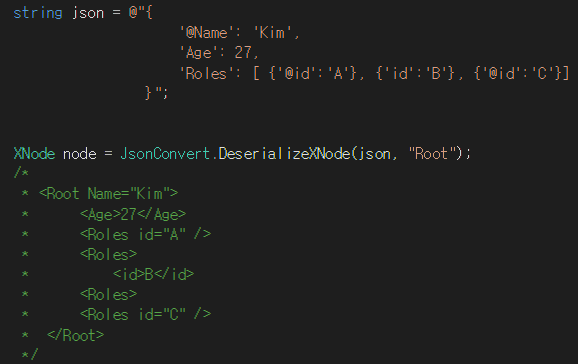 string json = @"{
'@Name': 'Kim',
'Age': 27,
'Roles': [ {'@id':'A'}, {'id':'B'}, {'@id':'C'}]
}";
XNode node = JsonConvert.DeserializeXNode(json, "Root");
/*
* <Root Name="Kim">
* <Age>27</Age>
* <Roles id="A" />
* <Roles>
* <id>B</id>
* <Roles>
* <Roles id="C" />
* </Root>
*/